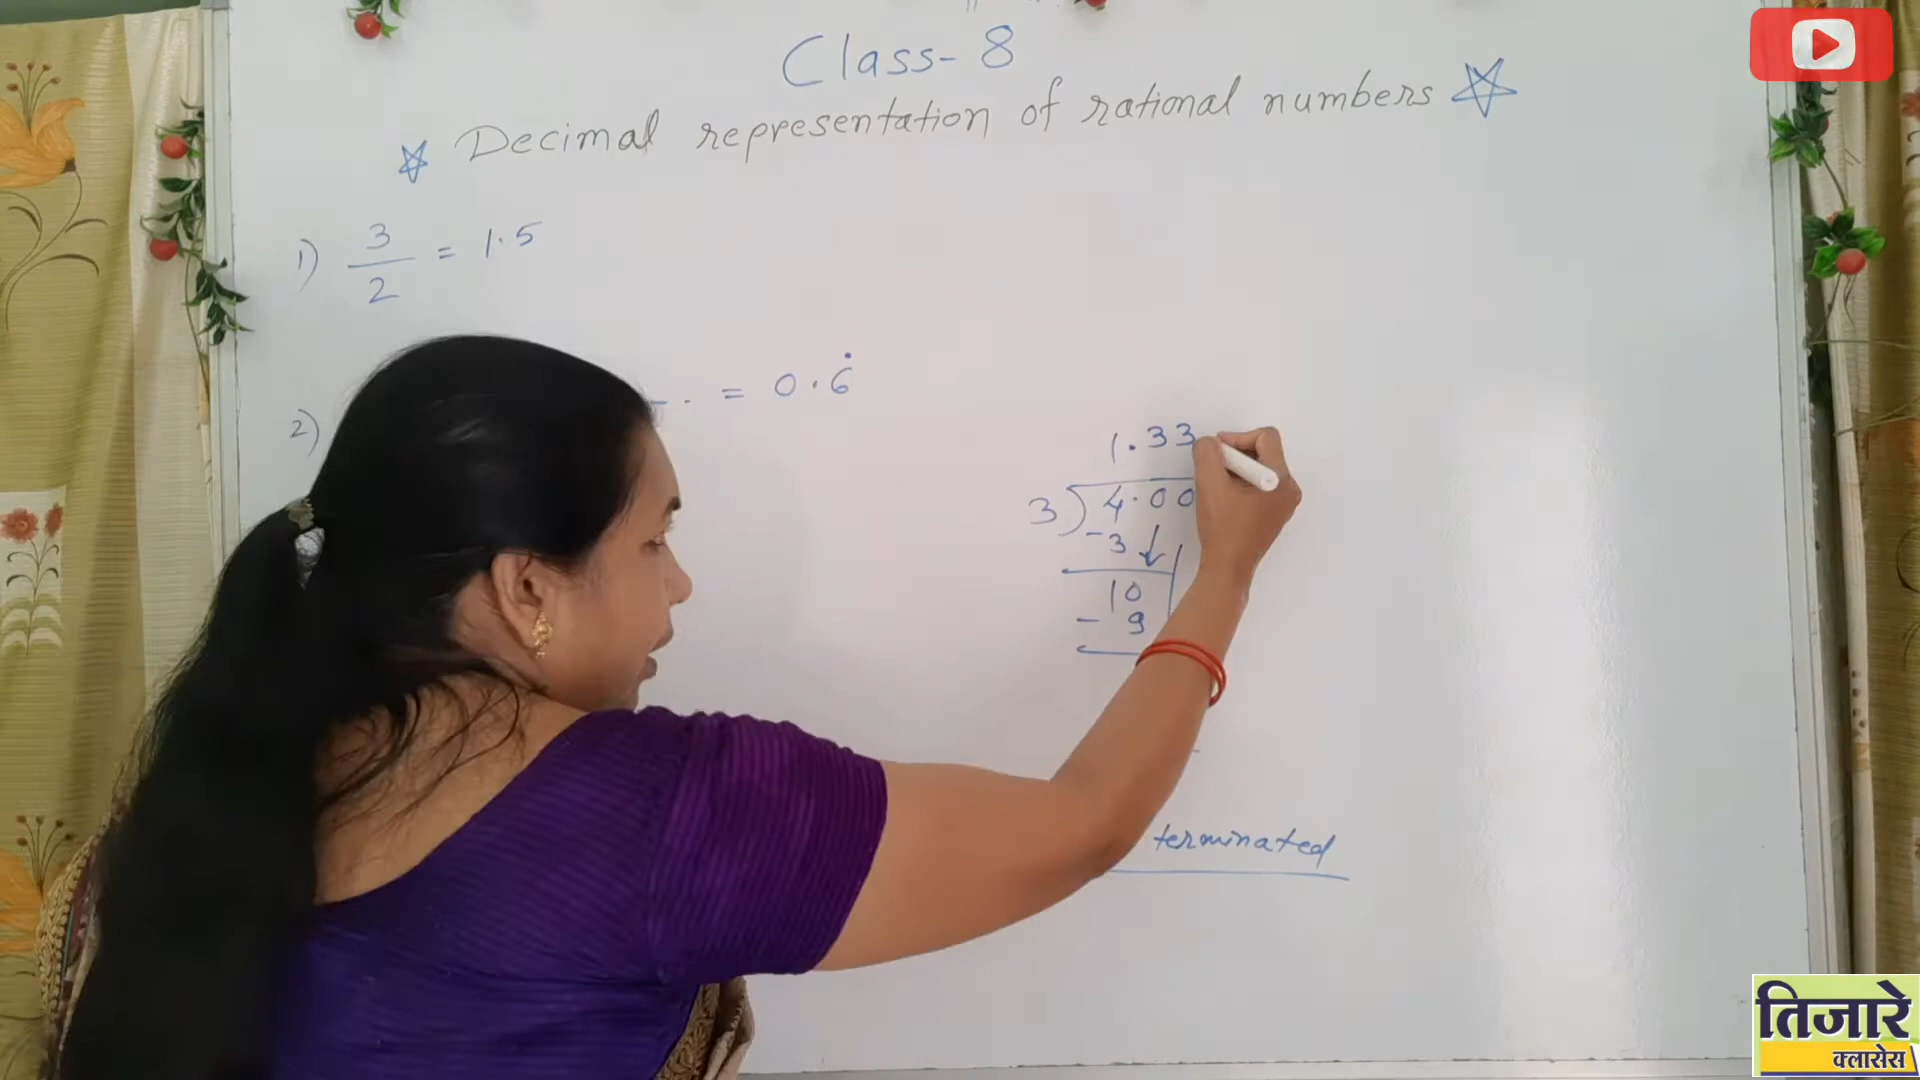 Class-8
Decimal representation of rational numbers
1) 3/2 = 1.5
2) - . = 0.6̇
1.33
3) 4.00
-3
10
- 9
terminated
तिजारे
क्लासेस